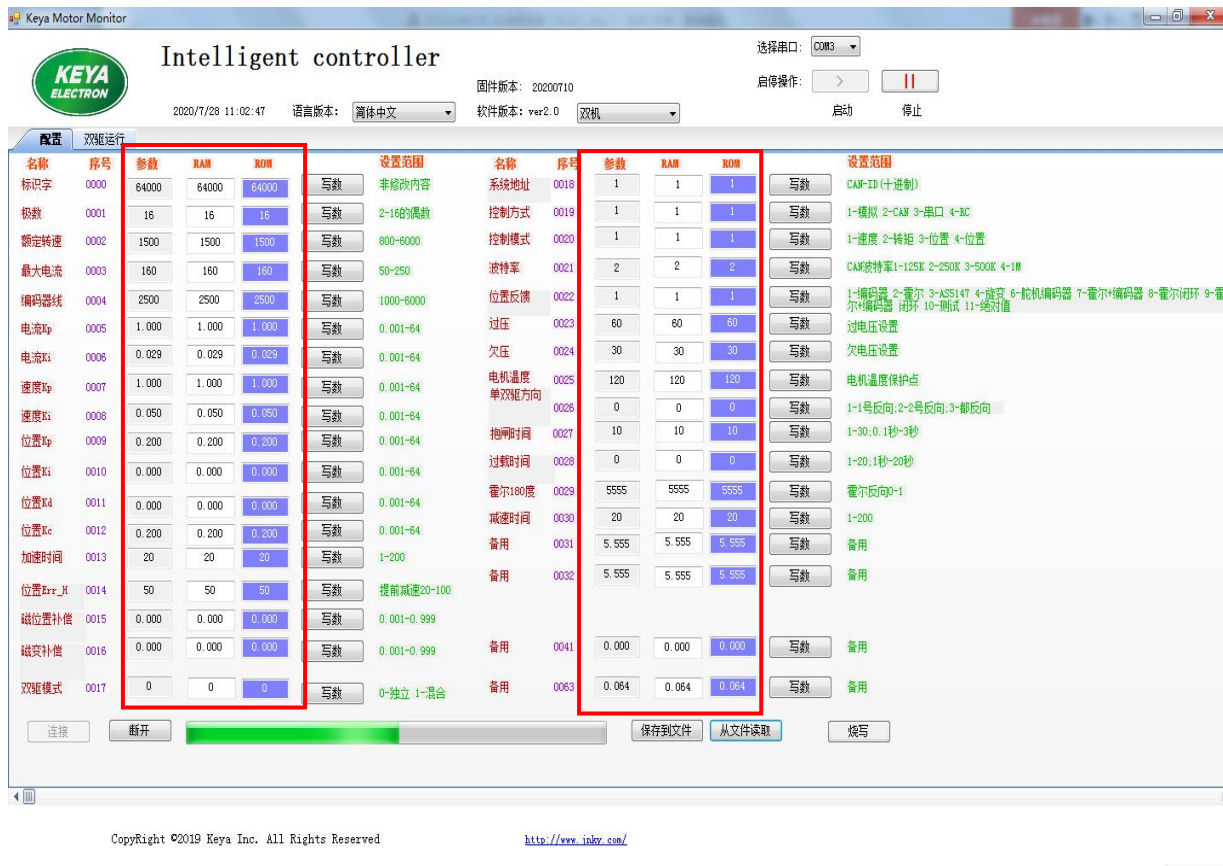 Keya Motor Monitor
KEYA
ELECTRON
Intelligent controller
选择串口: COM3
固件版本: 20200710
启停操作: >
2020/7/28 11:02:47 语言版本: 简体中文 软件版本: ver2.0 双机
启动 停止
配置 双驱运行
名称 序号 参数 RAM ROM 设置范围 名称 序号 参数 RAM ROM 设置范围
标识字 0000 64000 64000 64000 写数 非修改内容 系统地址 0018 1 1 1 写数 CAN-ID(十进制)
极数 0001 16 16 16 写数 2-16的偶数 控制方式 0019 1 1 1 写数 1-模拟 2-CAN 3-串口 4-RC
额定转速 0002 1500 1500 1500 写数 800-6000 控制模式 0020 1 1 1 写数 1-速度 2-转矩 3-位置 4-位置
最大电流 0003 160 160 160 写数 50-250 波特率 0021 2 2 2 写数 CAN波特率1-125K 2-250K 3-500K 4-1M
编码器线 0004 2500 2500 2500 写数 1000-6000 位置反馈 0022 1 1 1 写数 1-编码器 2-霍尔 3-AS5147 4-旋变 6-舵机编码器 7-霍尔+编码器 8-霍尔闭环 9-霍
尔+编码器 闭环 10-测试 11-绝对值
电流Kp 0005 1.000 1.000 1.000 写数 0.001-64 过压 0023 60 60 60 写数 过电压设置
电流Ki 0006 0.029 0.029 0.029 写数 0.001-64 欠压 0024 30 30 30 写数 欠电压设置
速度Kp 0007 1.000 1.000 1.000 写数 0.001-64 电机温度 0025 120 120 120 写数 电机温度保护点
速度Ki 0008 0.050 0.050 0.050 写数 0.001-64 单双驱方向 0026 0 0 0 写数 1-1号反向;2-2号反向;3-都反向
位置Kp 0009 0.200 0.200 0.200 写数 0.001-64 抱闸时间 0027 10 10 10 写数 1-30;0.1秒-3秒
位置Ki 0010 0.000 0.000 0.000 写数 0.001-64 过载时间 0028 0 0 0 写数 1-20;1秒-20秒
位置Kd 0011 0.000 0.000 0.000 写数 0.001-64 霍尔180度 0029 5555 5555 5555 写数 霍尔反向0-1
位置Kc 0012 0.200 0.200 0.200 写数 0.001-64 减速时间 0030 20 20 20 写数 1-200
加速时间 0013 20 20 20 写数 1-200 备用 0031 5.555 5.555 5.555 写数 备用
位置Err_H 0014 50 50 50 写数 提前减速20-100 备用 0032 5.555 5.555 5.555 写数 备用
磁位置补偿 0015 0.000 0.000 0.000 写数 0.001-0.999
磁变补偿 0016 0.000 0.000 0.000 写数 0.001-0.999 备用 0041 0.000 0.000 0.000 写数 备用
双驱模式 0017 0 0 0 写数 0-独立 1-混合 备用 0063 0.064 0.064 0.064 写数 备用
连接 断开 保存到文件 从文件读取 烧写
CopyRight ©2019 Keya Inc. All Rights Reserved http://www.jnky.com/